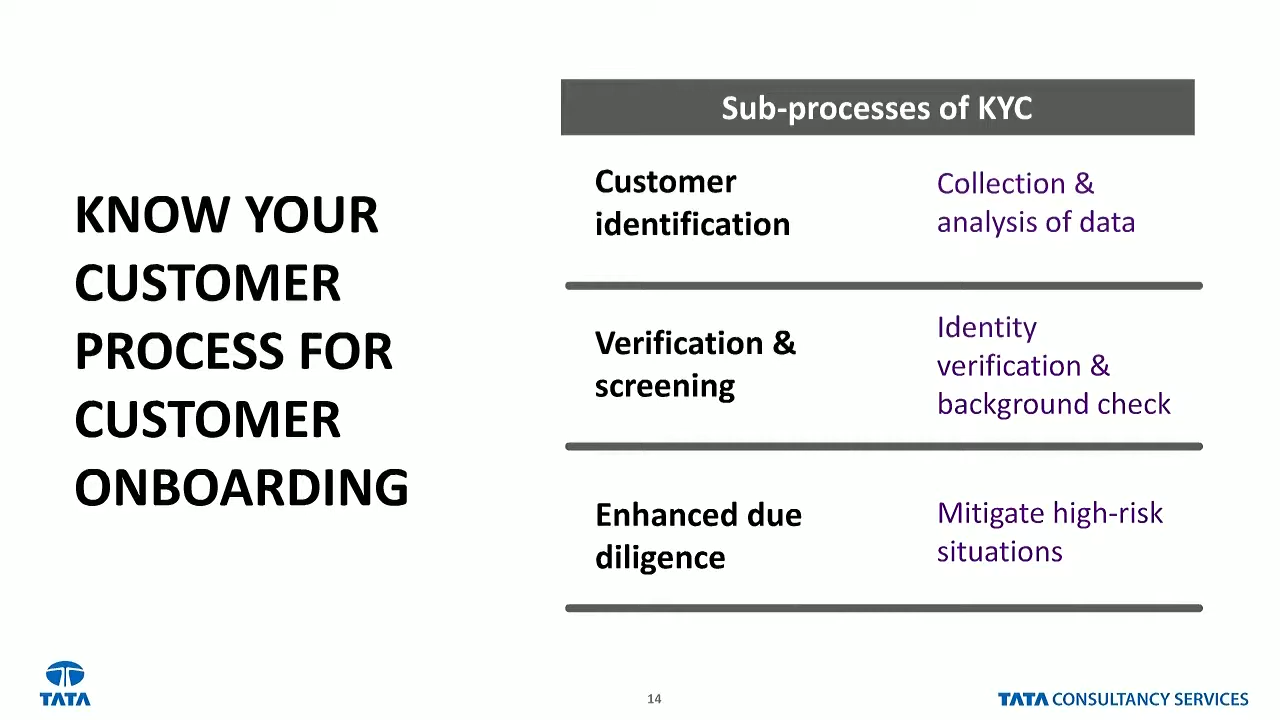 KNOW YOUR
CUSTOMER
PROCESS FOR
CUSTOMER
ONBOARDING
Sub-processes of KYC
Customer
identification
Collection &
analysis of data
Verification &
screening
Identity
verification &
background check
Enhanced due
diligence
Mitigate high-risk
situations
TATA
14
TATA CONSULTANCY SERVICES